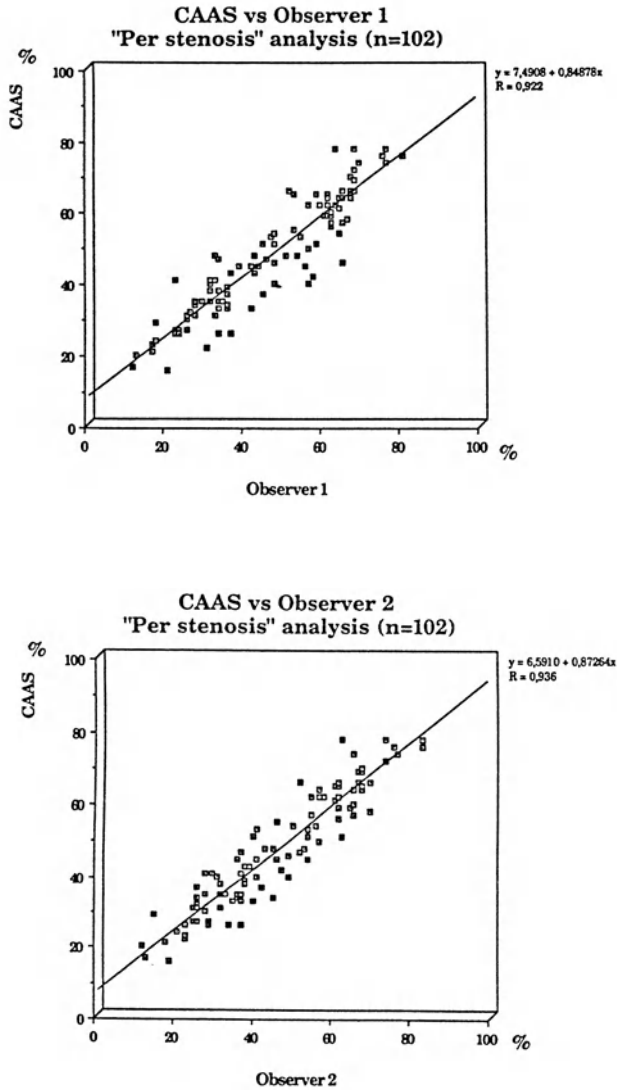 CAAS vs Observer 1
"Per stenosis" analysis (n=102)
%
CAAS
100
80
60
40
20
0
0 20 40 60 80 100
%
Observer 1
y = 7,4908 + 0,84878x
R = 0,922
CAAS vs Observer 2
"Per stenosis" analysis (n=102)
%
CAAS
100
80
60
40
20
0
0 20 40 60 80 100
%
Observer 2
y = 6,5910 + 0,87264x
R = 0,936